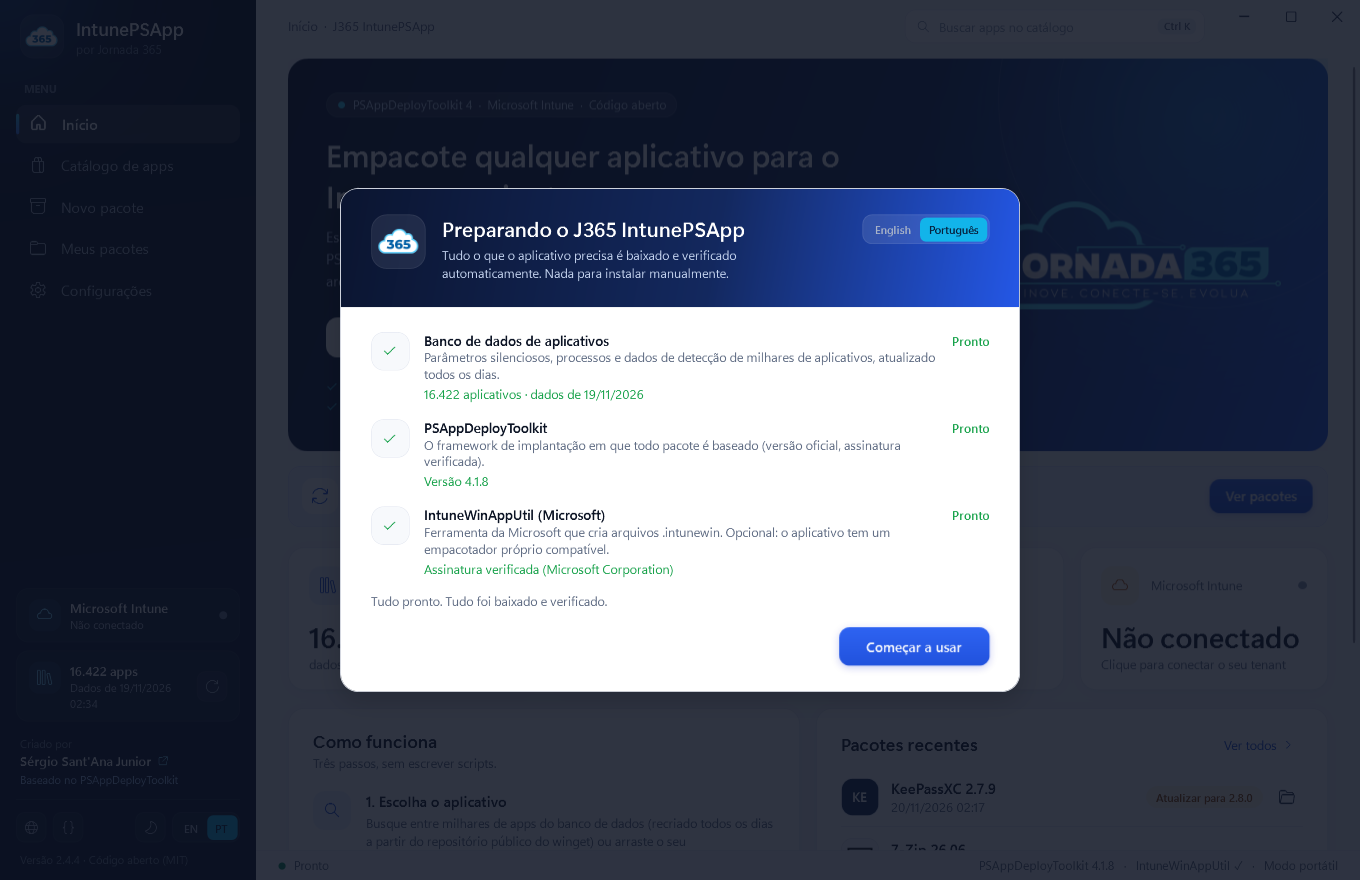 IntunePSApp
por Jornada 365
MENU
Início
Catálogo de apps
Novo pacote
Meus pacotes
Configurações
Microsoft Intune
Não conectado
16.422 apps
Dados de 19/11/2026
02:34
Criado por
Sérgio Sant'Ana Junior
Baseado no PSAppDeployToolkit
EN PT
Versão 2.4.4 · Código aberto (MIT)
Início · J365 IntunePSApp
Buscar apps no catálogo Ctrl K
PSAppDeployToolkit 4 · Microsoft Intune · Código aberto
Empacote qualquer aplicativo para o
ORNADA365
INOVE CONECTE-SE EVOLUA
365
Preparando o J365 IntunePSApp
English Português
Tudo o que o aplicativo precisa é baixado e verificado
automaticamente. Nada para instalar manualmente.
Banco de dados de aplicativos Pronto
Parâmetros silenciosos, processos e dados de detecção de milhares de aplicativos, atualizado
todos os dias.
16.422 aplicativos · dados de 19/11/2026
PSAppDeployToolkit Pronto
O framework de implantação em que todo pacote é baseado (versão oficial, assinatura
verificada).
Versão 4.1.8
IntuneWinAppUtil (Microsoft) Pronto
Ferramenta da Microsoft que cria arquivos .intunewin. Opcional: o aplicativo tem um
empacotador próprio compatível.
Assinatura verificada (Microsoft Corporation)
Tudo pronto. Tudo foi baixado e verificado.
Começar a usar
Ver pacotes
16.
dados
Microsoft Intune
Não conectado
Clique para conectar o seu tenant
Como funciona
Três passos, sem escrever scripts.
1. Escolha o aplicativo
Busque entre milhares de apps do banco de dados (recriado todos os dias
a partir do repositório público do winget) ou arraste o seu
Pacotes recentes
Ver todos
KE
KeePassXC 2.7.9
20/11/2026 02:17
Atualizar para 2.8.0
7-Zip 26.06
Pronto
PSAppDeployToolkit 4.1.8 · IntuneWinAppUtil ✓ · Modo portátil